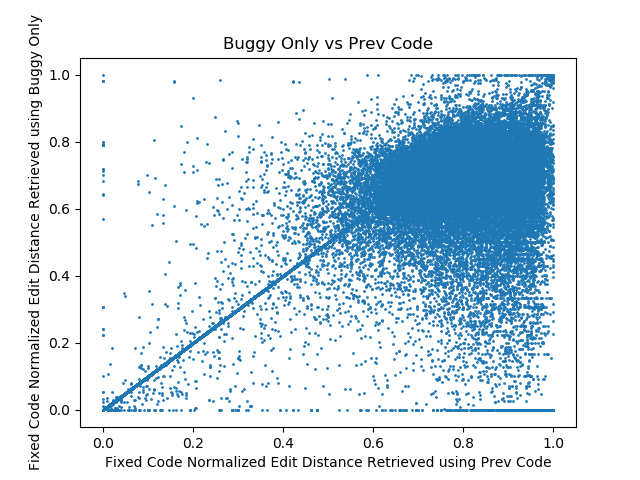 Buggy Only vs Prev Code
Fixed Code Normalized Edit Distance Retrieved using Buggy Only
1.0
0.8
0.6
0.4
0.2
0.0
0.0 0.2 0.4 0.6 0.8 1.0
Fixed Code Normalized Edit Distance Retrieved using Prev Code